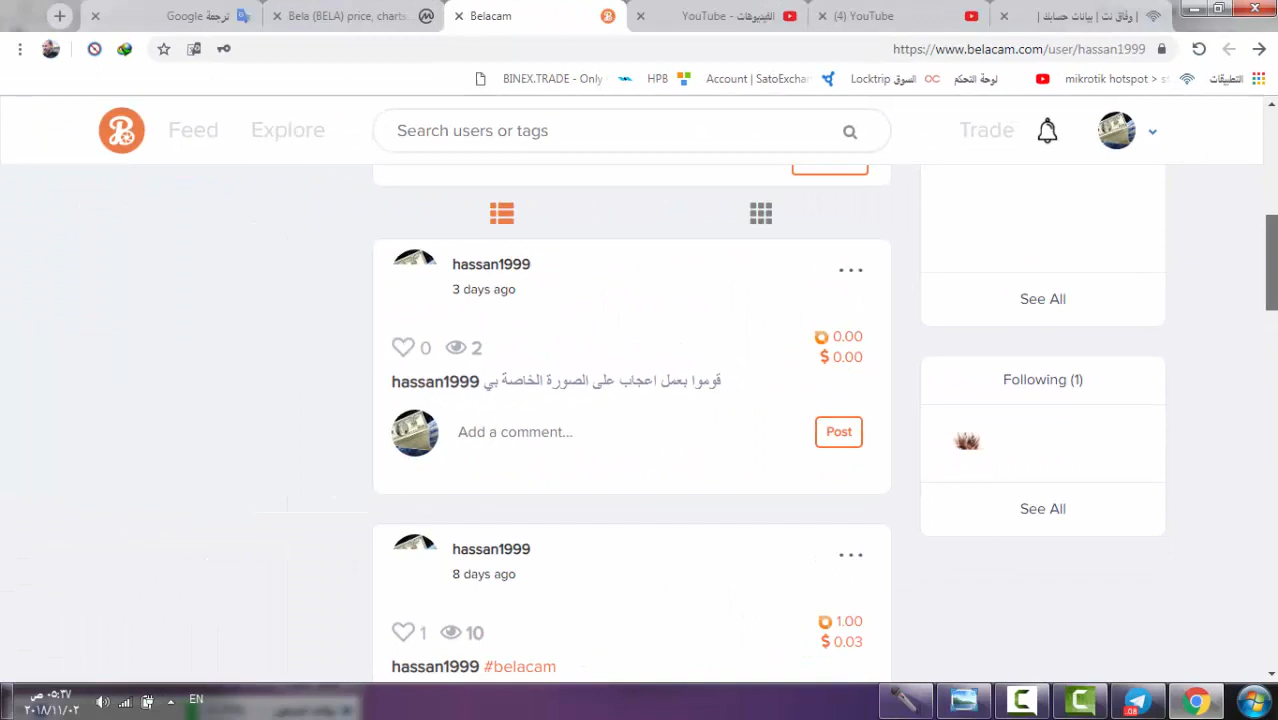 ترجمة Google
Bela (BELA) price, charts...
Belacam
YouTube - الفيديوهات
(4) YouTube
وفاق نت | بيانات حسابك |
https://www.belacam.com/user/hassan1999
BINEX.TRADE - Only
HPB
Account | SatoExchan
السوق Locktrip
لوحة التحكم
mikrotik hotspot > s
التطبيقات
Feed
Explore
Search users or tags
Trade
hassan1999
3 days ago
0.00
$ 0.00
0
2
hassan1999 قوموا بعمل اعجاب على الصورة الخاصة بي
Add a comment...
Post
See All
Following (1)
See All
hassan1999
8 days ago
1.00
$ 0.03
1
10
hassan1999 #belacam
EN
٠٥:٣٧ ص
٢٠١٨/١١/٠٢
08